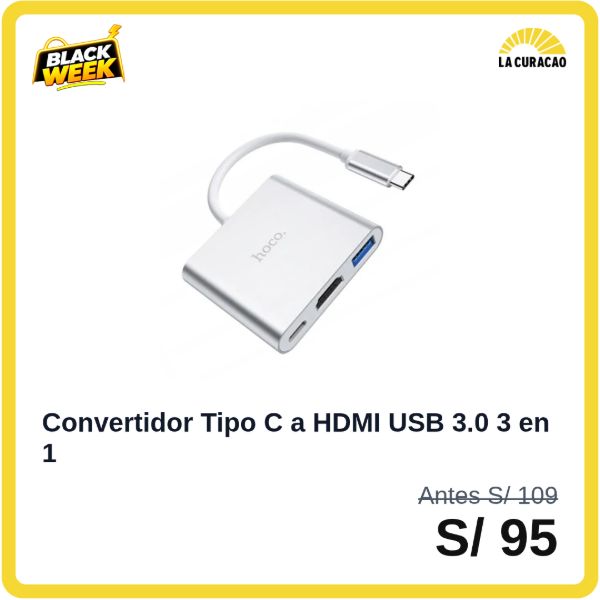 BLACK
WEEK
LA CURACAO
hoco.
Convertidor Tipo C a HDMI USB 3.0 3 en
1
Antes S/ 109
S/ 95